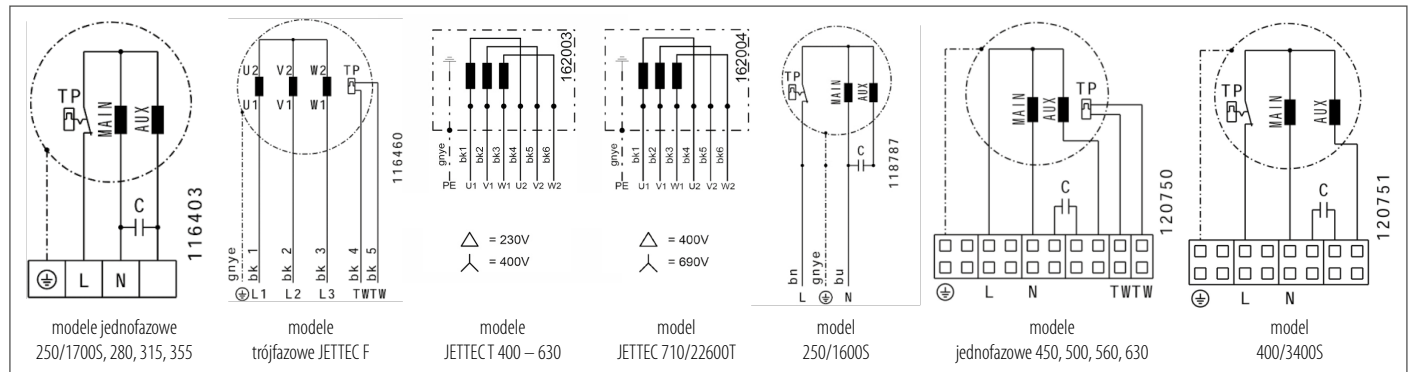 TP
MAIN
AUX
C
116403
L
N
modele jednofazowe
250/1700S, 280, 315, 355
U2
V2
W2
TP
U1
V1
W1
116460
gnye
bk 1
bk 2
bk 3
bk 4
bk 5
L1
L2
L3
TWTW
modele
trójfazowe JETTEC F
162003
gnye
bk1
bk2
bk3
bk4
bk5
bk6
PE
U1
V1
W1
U2
V2
W2
△ = 230V
= 400V
modele
JETTEC T 400 – 630
162004
gnye
bk1
bk2
bk3
bk4
bk5
bk6
PE
U1
V1
W1
U2
V2
W2
△ = 400V
= 690V
model
JETTEC 710/22600T
TP
MAIN
AUX
C
118787
bn
gnye
bu
L
N
model
250/1600S
MAIN
AUX
TP
C
120750
L
N
TWTW
modele
jednofazowe 450, 500, 560, 630
TP
MAIN
AUX
C
120751
L
N
model
400/3400S